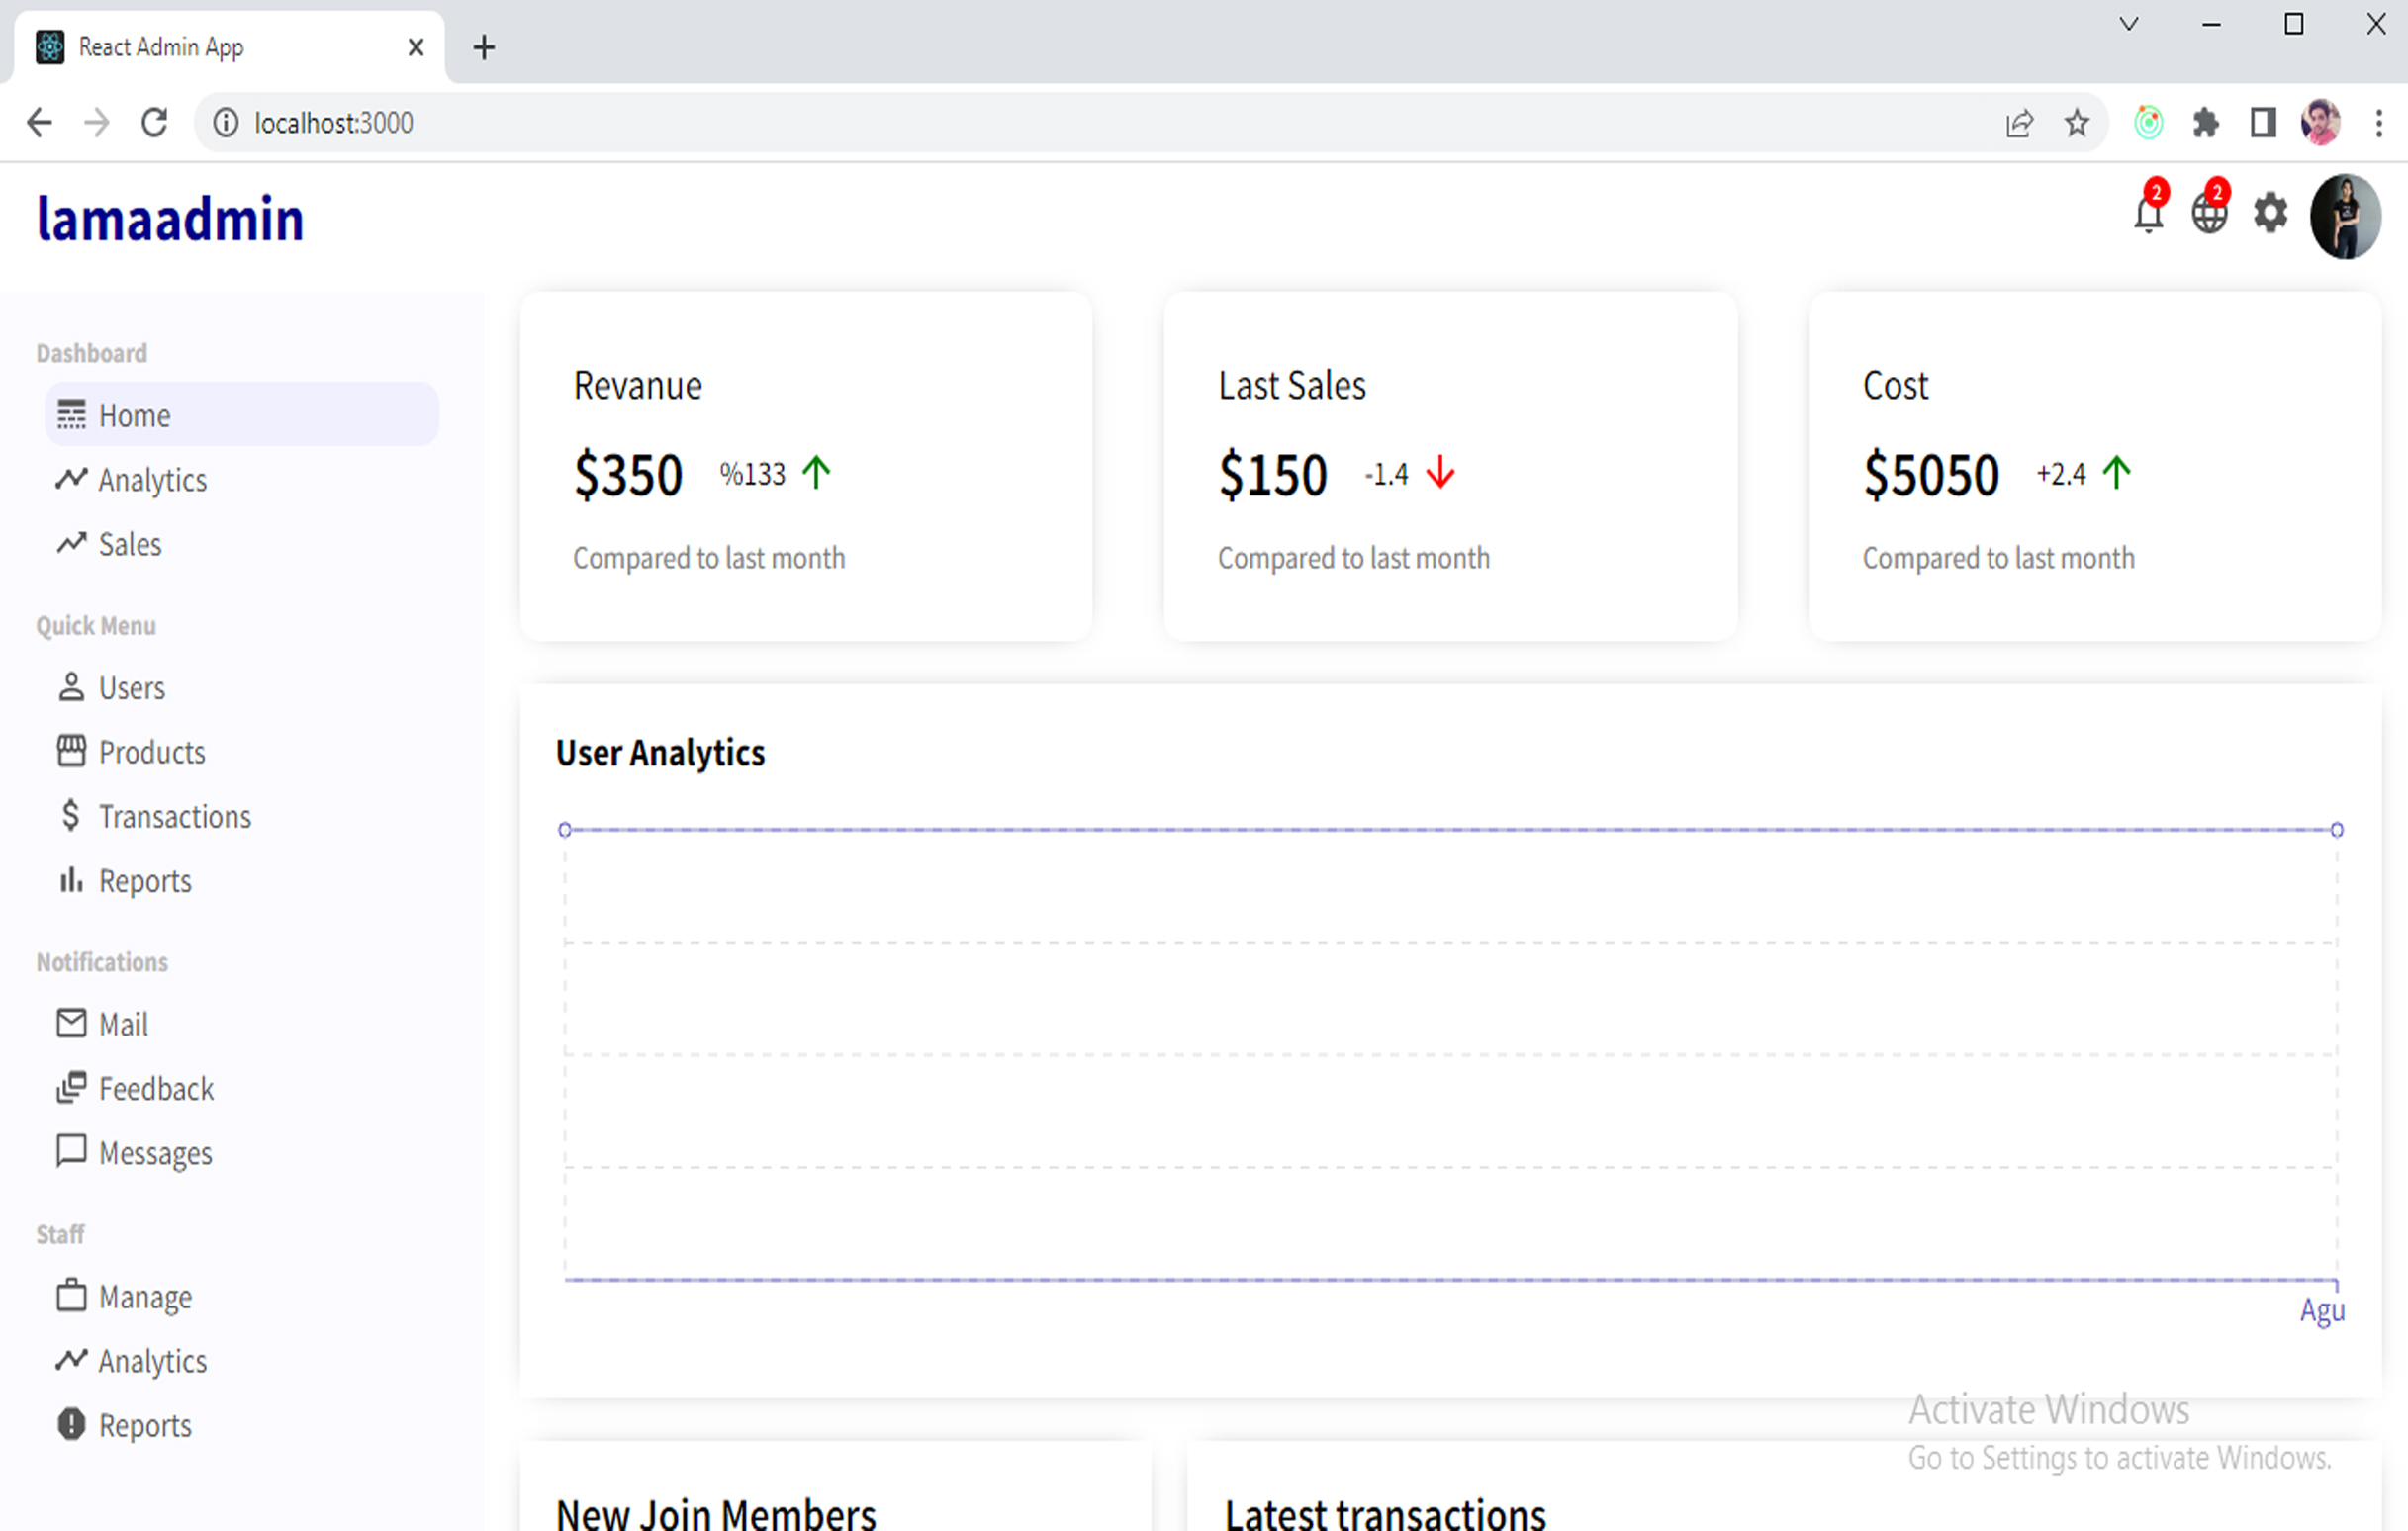 React Admin App
localhost:3000
lamaadmin
2
2
Dashboard
Home
Analytics
Sales
Quick Menu
Users
Products
Transactions
Reports
Notifications
Mail
Feedback
Messages
Staff
Manage
Analytics
Reports
Revanue
$350 %133
Compared to last month
Last Sales
$150 -1.4
Compared to last month
Cost
$5050 +2.4
Compared to last month
User Analytics
Agu
New Join Members
Latest transactions
Activate Windows
Go to Settings to activate Windows.